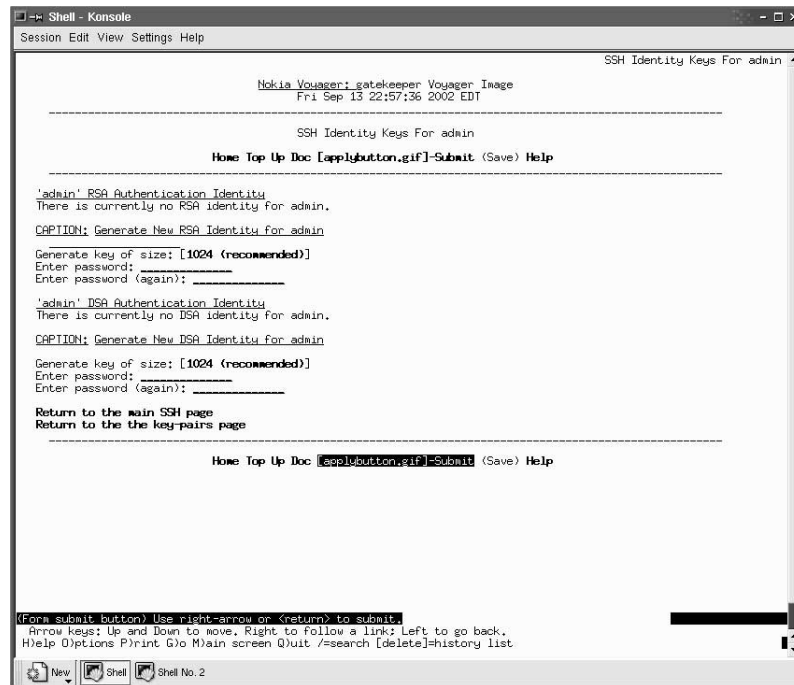 Shell - Konsole
Session Edit View Settings Help
SSH Identity Keys For admin
Nokia Voyager: gatekeeper Voyager Image
Fri Sep 13 22:57:36 2002 EDT
SSH Identity Keys For admin
Home Top Up Doc [applybutton.gif]-Submit (Save) Help
'admin' RSA Authentication Identity
There is currently no RSA identity for admin.
CAPTION: Generate New RSA Identity for admin
Generate key of size: [1024 (recommended)]
Enter password: ______________
Enter password (again): ______________
'admin' DSA Authentication Identity
There is currently no DSA identity for admin.
CAPTION: Generate New DSA Identity for admin
Generate key of size: [1024 (recommended)]
Enter password: ______________
Enter password (again): ______________
Return to the main SSH page
Return to the the key-pairs page
Home Top Up Doc [applybutton.gif]-Submit (Save) Help
(Form submit button) Use right-arrow or <return> to submit.
Arrow keys: Up and Down to move. Right to follow a link; Left to go back.
H)elp O)ptions P)rint G)o M)ain screen Q)uit /=search [delete]=history list
New Shell Shell No. 2